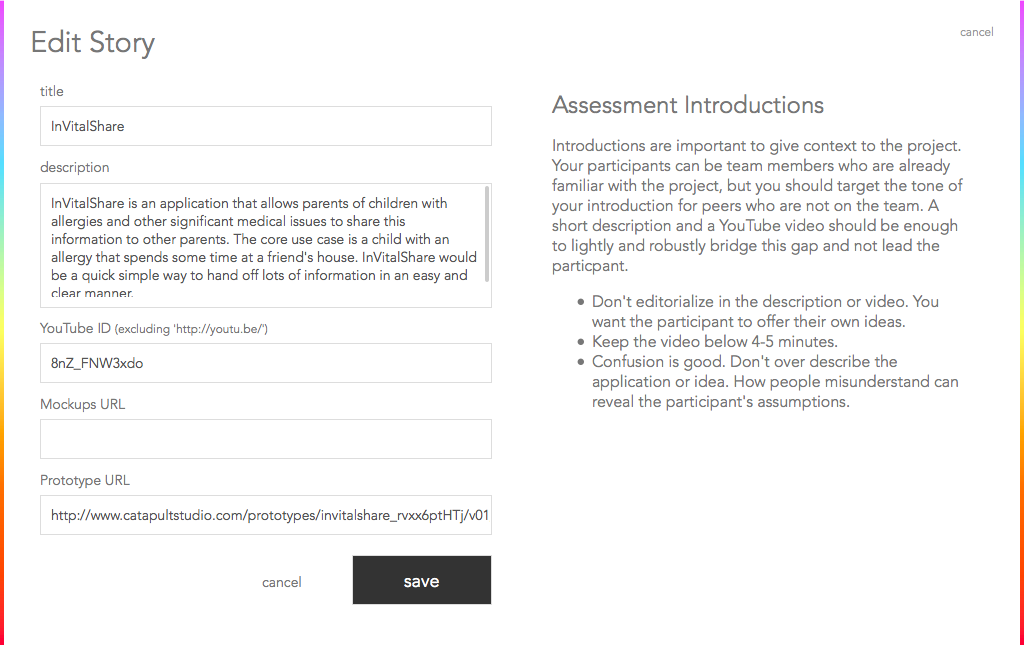 Edit Story
cancel
title
InVitalShare
description
InVitalShare is an application that allows parents of children with
allergies and other significant medical issues to share this
information to other parents. The core use case is a child with an
allergy that spends some time at a friend's house. InVitalShare would
be a quick simple way to hand off lots of information in an easy and
clear manner.
YouTube ID (excluding 'http://youtu.be/')
8nZ_FNW3xdo
Mockups URL
Prototype URL
http://www.catapultstudio.com/prototypes/invitalshare_rvxx6ptHTj/v01
cancel
save
Assessment Introductions
Introductions are important to give context to the project.
Your participants can be team members who are already
familiar with the project, but you should target the tone of
your introduction for peers who are not on the team. A
short description and a YouTube video should be enough
to lightly and robustly bridge this gap and not lead the
particpant.
• Don't editorialize in the description or video. You
want the participant to offer their own ideas.
• Keep the video below 4-5 minutes.
• Confusion is good. Don't over describe the
application or idea. How people misunderstand can
reveal the participant's assumptions.